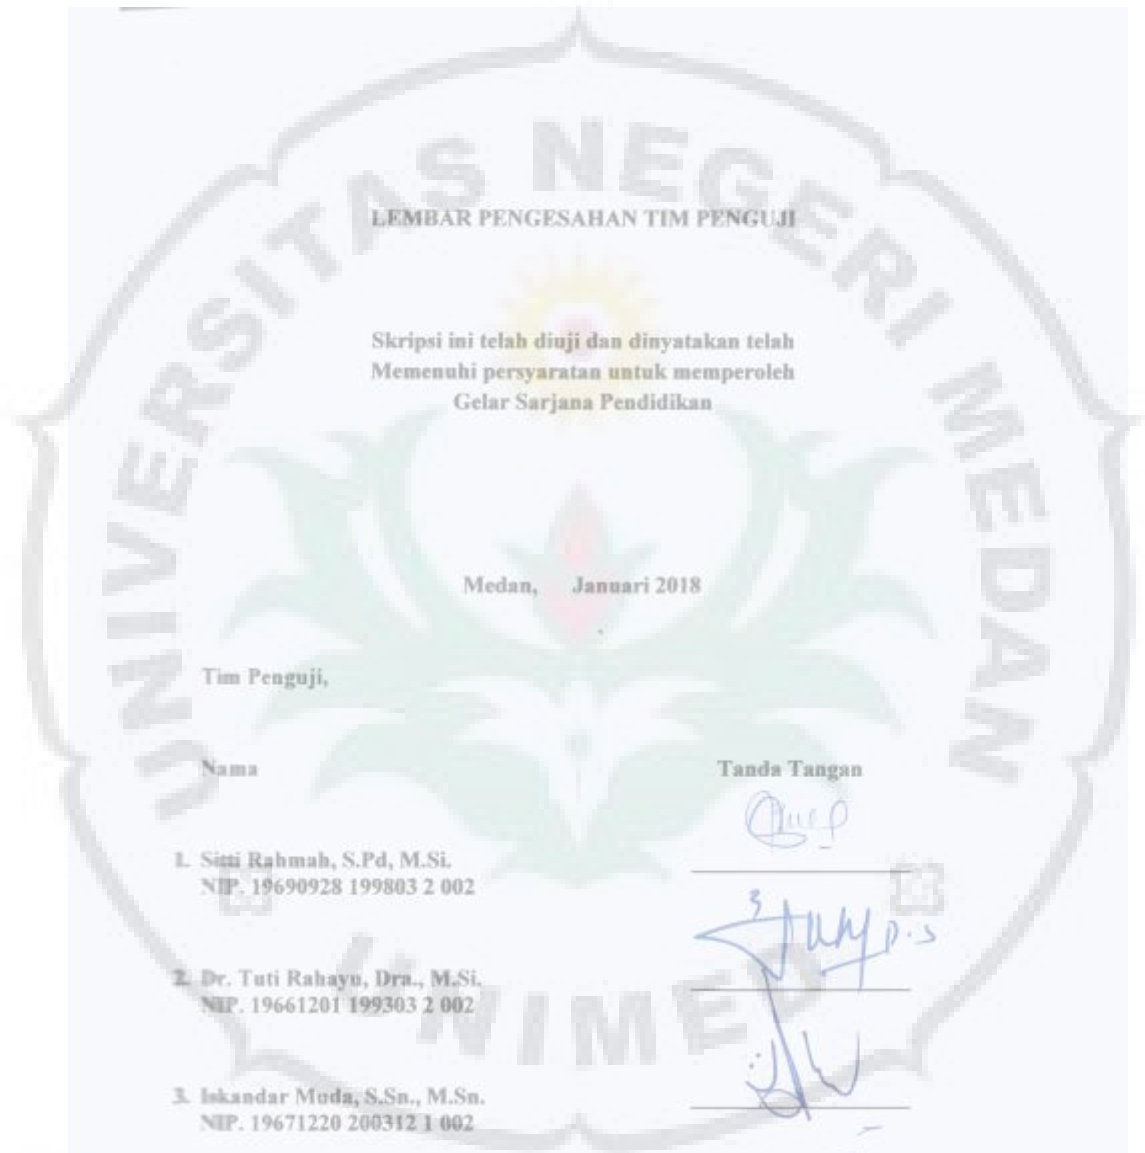 UNIVERSITAS NEGERI MEDAN
LEMBAR PENGESAHAN TIM PENGUJI
Skripsi ini telah diuji dan dinyatakan telah
Memenuhi persyaratan untuk memperoleh
Gelar Sarjana Pendidikan
Medan, Januari 2018
Tim Penguji,
Nama Tanda Tangan
1. Sitti Rahmah, S.Pd, M.Si.
NIP. 19690928 199803 2 002
2. Dr. Tuti Rahayu, Dra., M.Si.
NIP. 19661201 199303 2 002
3. Iskandar Muda, S.Sn., M.Sn.
NIP. 19671220 200312 1 002
UNIMED